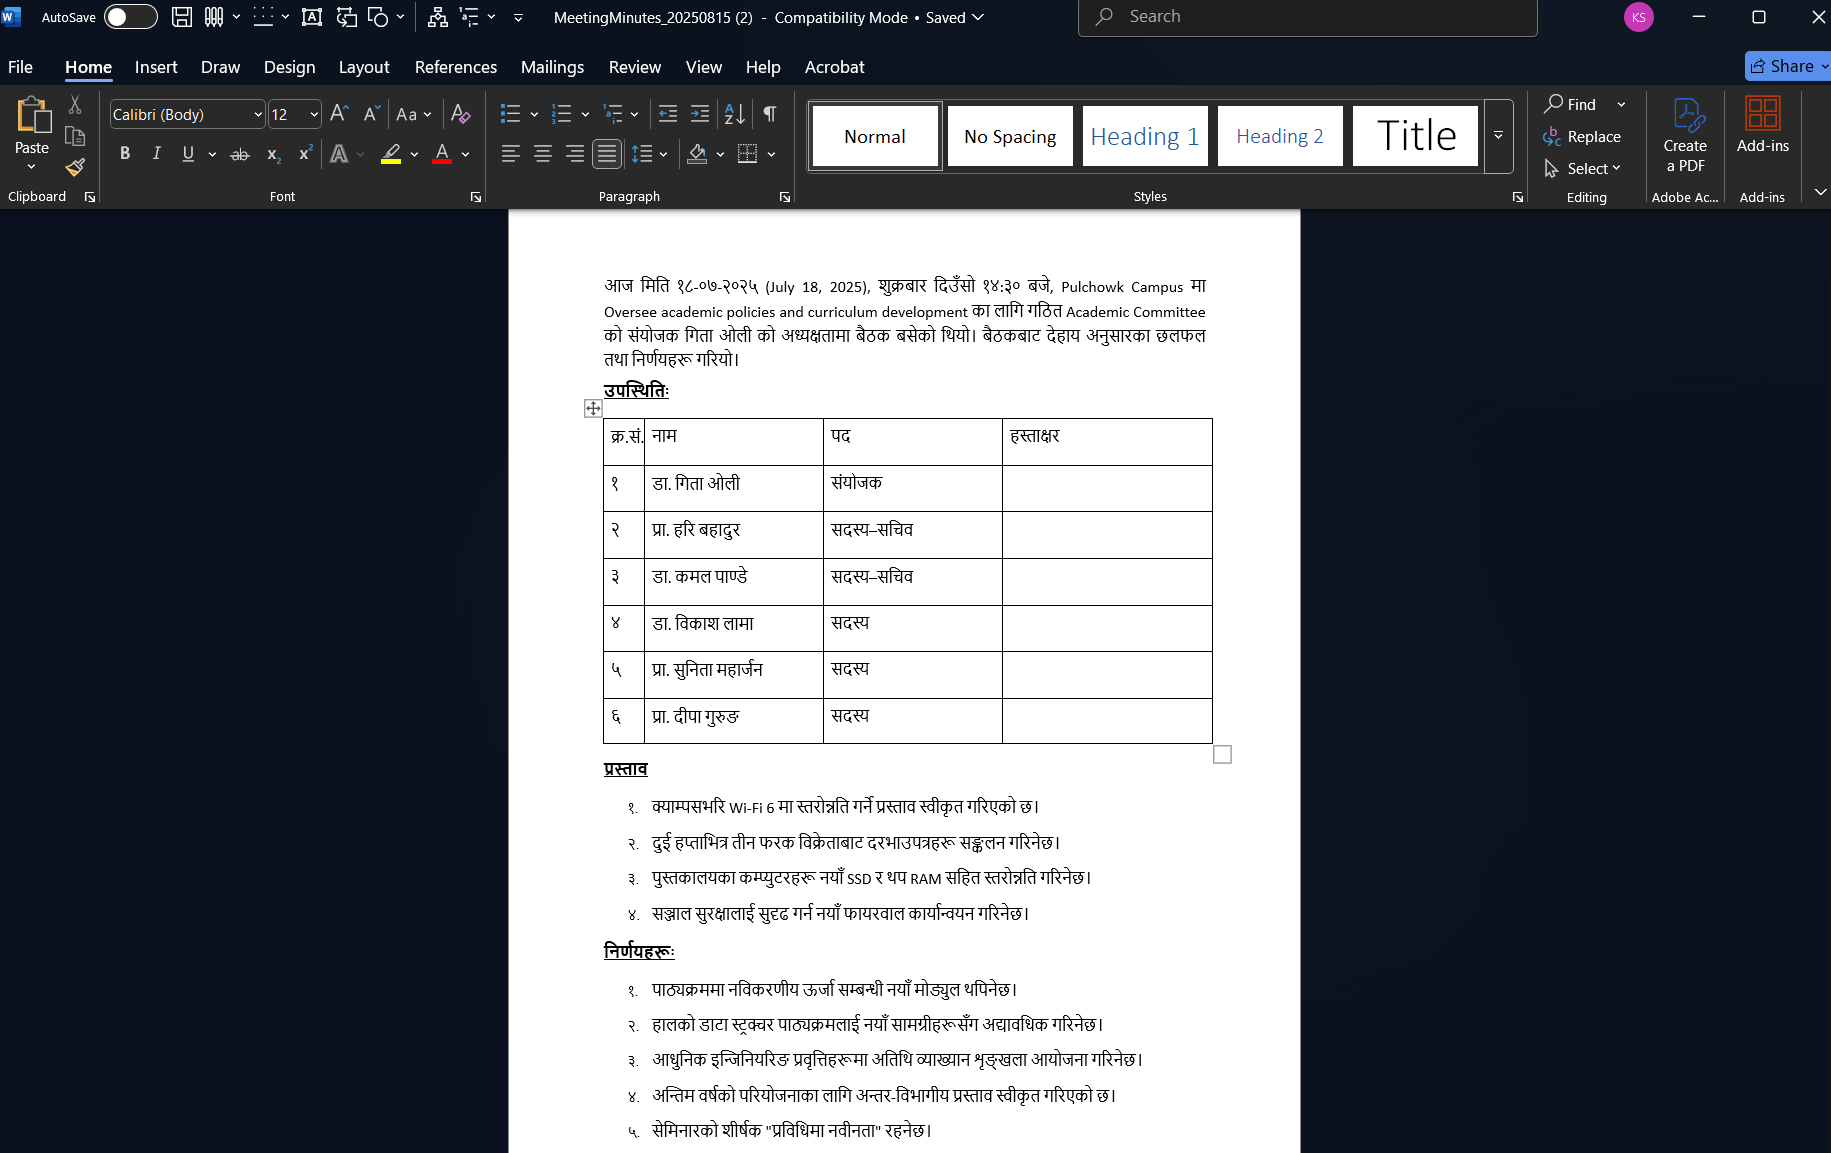 AutoSave
MeetingMinutes_20250815 (2) - Compatibility Mode • Saved
Search
KS
File Home Insert Draw Design Layout References Mailings Review View Help Acrobat
Share
Paste
Calibri (Body) 12
Aa
Normal
No Spacing
Heading 1
Heading 2
Title
Find
Replace
Select
Create
a PDF
Add-ins
Clipboard
Font
Paragraph
Styles
Editing
Adobe Ac...
Add-ins
आज मिति १८-०७-२०२५ (July 18, 2025), शुक्रबार दिउँसो १४:३० बजे, Pulchowk Campus मा
Oversee academic policies and curriculum development का लागि गठित Academic Committee
को संयोजक गिता ओली को अध्यक्षतामा बैठक बसेको थियो। बैठकबाट देहाय अनुसारका छलफल
तथा निर्णयहरू गरियो।
उपस्थितिः
क्र.सं. नाम पद हस्ताक्षर
१ डा. गिता ओली संयोजक
२ प्रा. हरि बहादुर सदस्य–सचिव
३ डा. कमल पाण्डे सदस्य–सचिव
४ डा. विकाश लामा सदस्य
५ प्रा. सुनिता महार्जन सदस्य
६ प्रा. दीपा गुरुङ सदस्य
प्रस्ताव
१. क्याम्पसभरि Wi-Fi 6 मा स्तरोन्नति गर्ने प्रस्ताव स्वीकृत गरिएको छ।
२. दुई हप्ताभित्र तीन फरक विक्रेताबाट दरभाउपत्रहरू सङ्कलन गरिनेछ।
३. पुस्तकालयका कम्प्युटरहरू नयाँ SSD र थप RAM सहित स्तरोन्नति गरिनेछ।
४. सञ्जाल सुरक्षालाई सुदृढ गर्न नयाँ फायरवाल कार्यान्वयन गरिनेछ।
निर्णयहरूः
१. पाठ्यक्रममा नविकरणीय ऊर्जा सम्बन्धी नयाँ मोड्युल थपिनेछ।
२. हालको डाटा स्ट्रक्चर पाठ्यक्रमलाई नयाँ सामग्रीहरूसँग अद्यावधिक गरिनेछ।
३. आधुनिक इन्जिनियरिङ प्रवृत्तिहरूमा अतिथि व्याख्यान शृङ्खला आयोजना गरिनेछ।
४. अन्तिम वर्षको परियोजनाका लागि अन्तर-विभागीय प्रस्ताव स्वीकृत गरिएको छ।
५. सेमिनारको शीर्षक "प्रविधिमा नवीनता" रहनेछ।